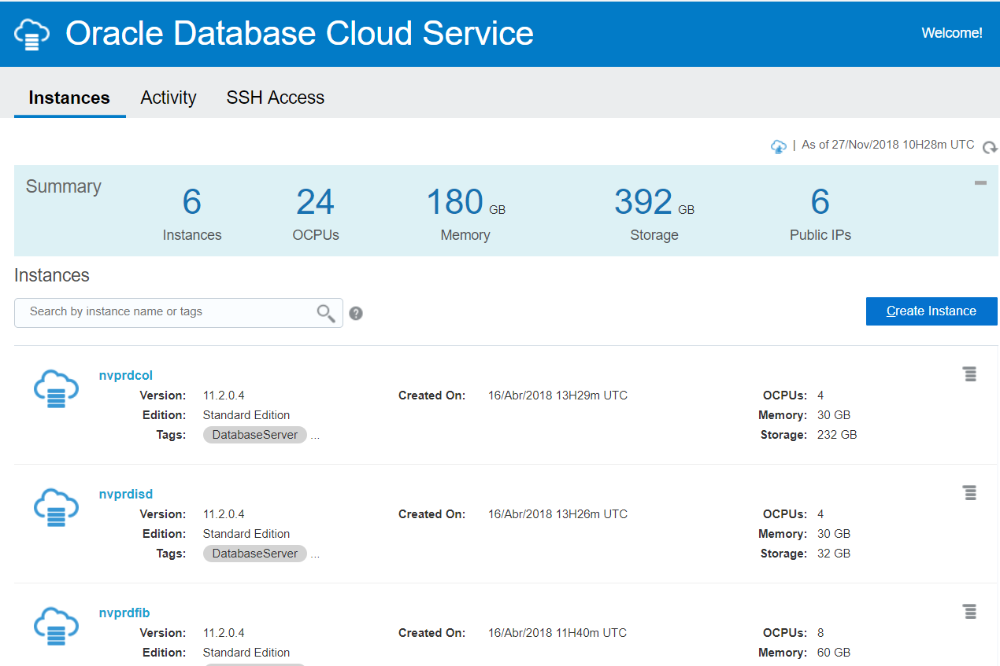 Oracle Database Cloud Service
Welcome!
Instances Activity SSH Access
| As of 27/Nov/2018 10H28m UTC
Summary
6 24 180 GB 392 GB 6
Instances OCPUs Memory Storage Public IPs
Instances
Search by instance name or tags
?
Create Instance
nvprdcol
Version: 11.2.0.4 Created On: 16/Abr/2018 13H29m UTC OCPUs: 4
Edition: Standard Edition Memory: 30 GB
Tags: DatabaseServer ... Storage: 232 GB
nvprdisd
Version: 11.2.0.4 Created On: 16/Abr/2018 13H26m UTC OCPUs: 4
Edition: Standard Edition Memory: 30 GB
Tags: DatabaseServer ... Storage: 32 GB
nvprdfib
Version: 11.2.0.4 Created On: 16/Abr/2018 11H40m UTC OCPUs: 8
Edition: Standard Edition Memory: 60 GB